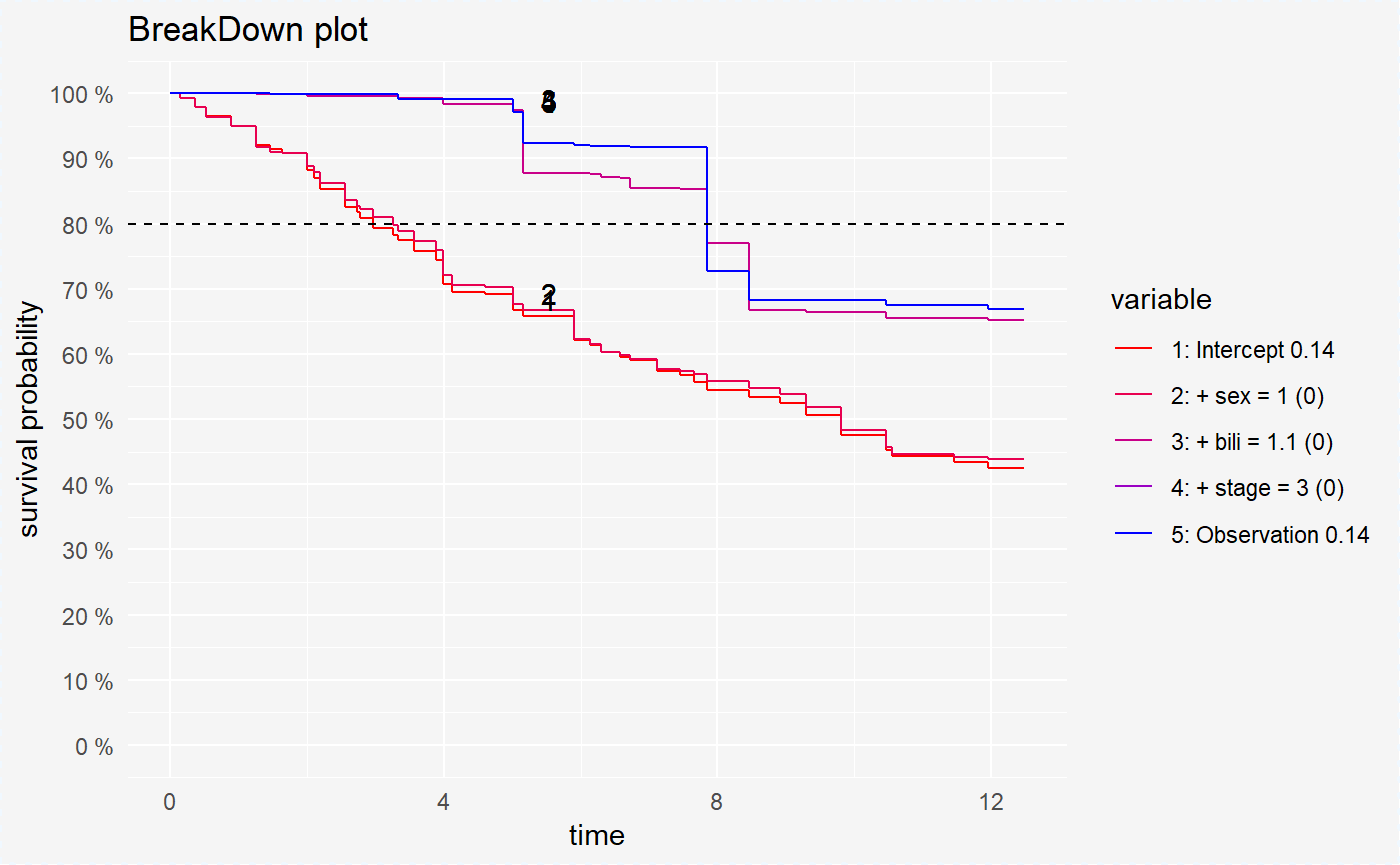 BreakDown plot
100 %
90 %
80 %
70 %
60 %
50 %
40 %
30 %
20 %
10 %
0 %
survival probability
0
4
8
12
time
2
1
variable
1: Intercept 0.14
2: + sex = 1 (0)
3: + bili = 1.1 (0)
4: + stage = 3 (0)
5: Observation 0.14